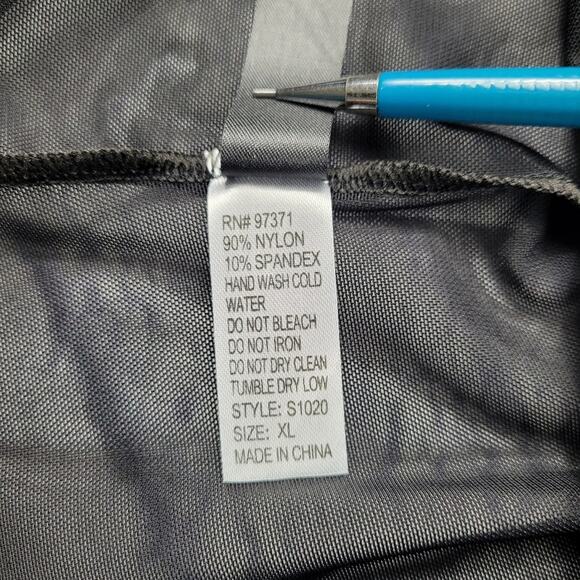 RN# 97371
90% NYLON
10% SPANDEX
HAND WASH COLD
WATER
DO NOT BLEACH
DO NOT IRON
DO NOT DRY CLEAN
TUMBLE DRY LOW
STYLE: S1020
SIZE: XL
MADE IN CHINA